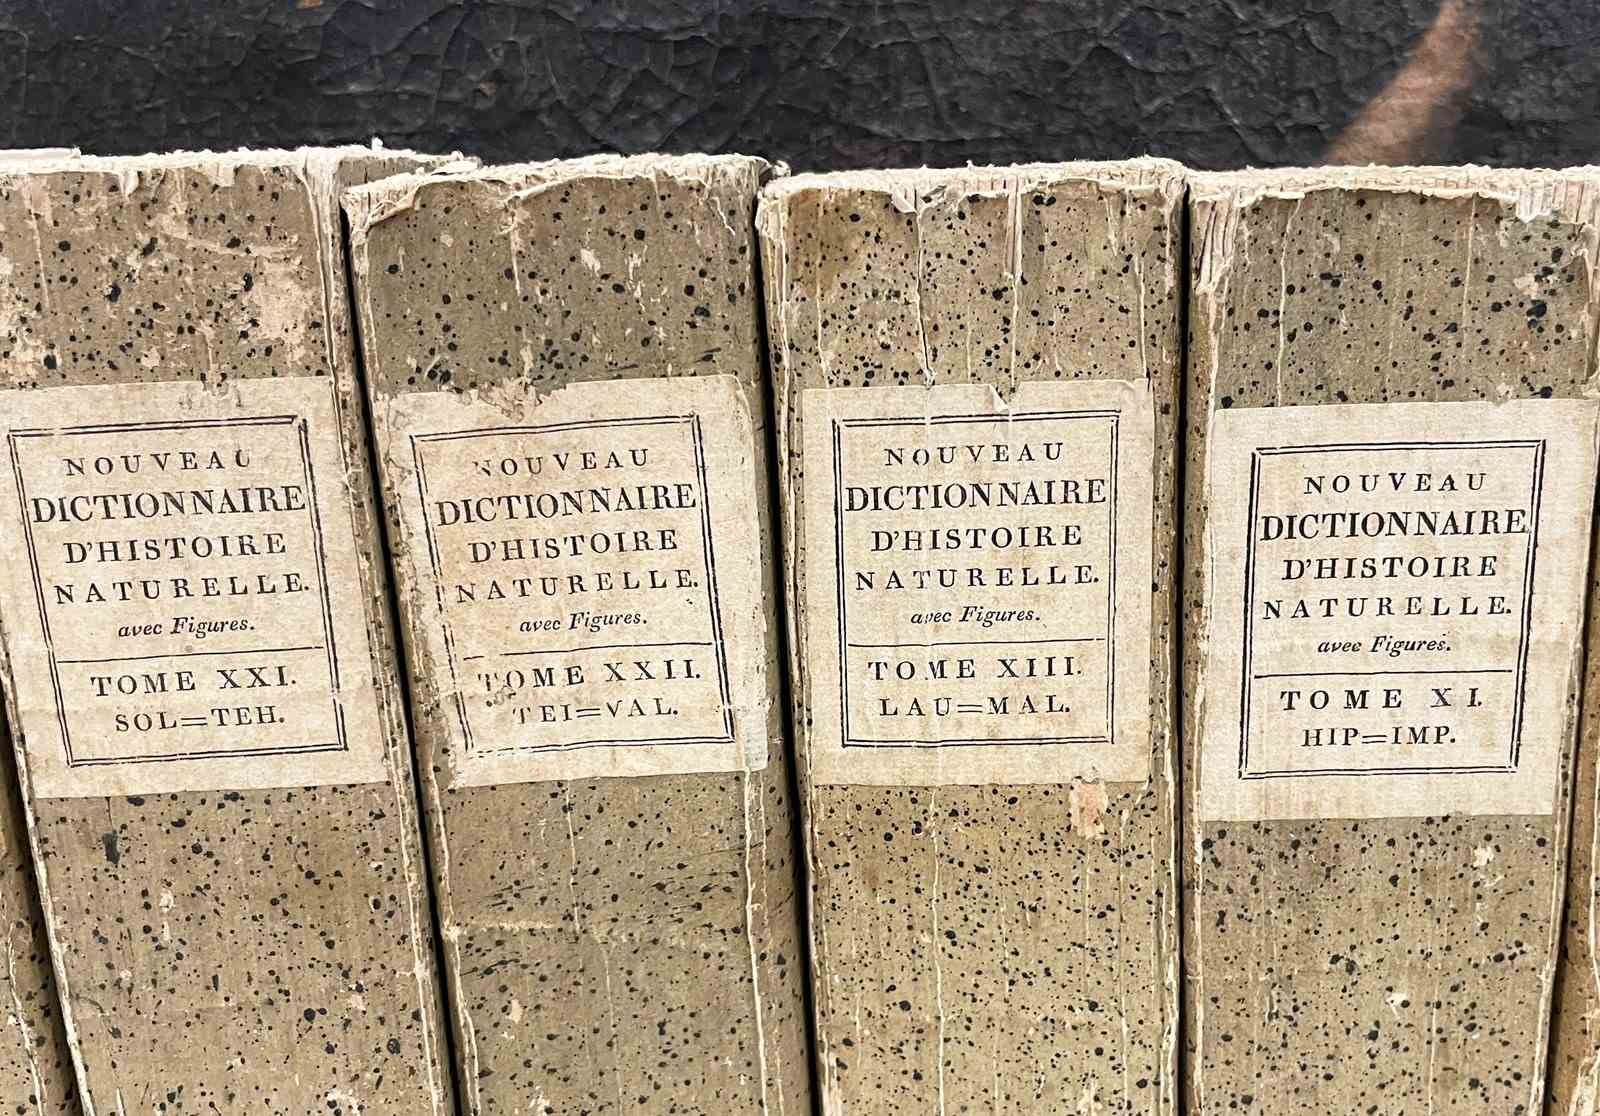 NOUVEAU
DICTIONNAIRE
D'HISTOIRE
NATURELLE.
avec Figures.
TOME XXI.
SOL=TEH.
NOUVEAU
DICTIONNAIRE
D'HISTOIRE
NATURELLE.
avec Figures.
TOME XXII.
TEI=VAL.
NOUVEAU
DICTIONNAIRE
D'HISTOIRE
NATURELLE.
avec Figures.
TOME XIII.
LAU=MAL.
NOUVEAU
DICTIONNAIRE
D'HISTOIRE
NATURELLE.
avec Figures.
TOME XI.
HIP=IMP.